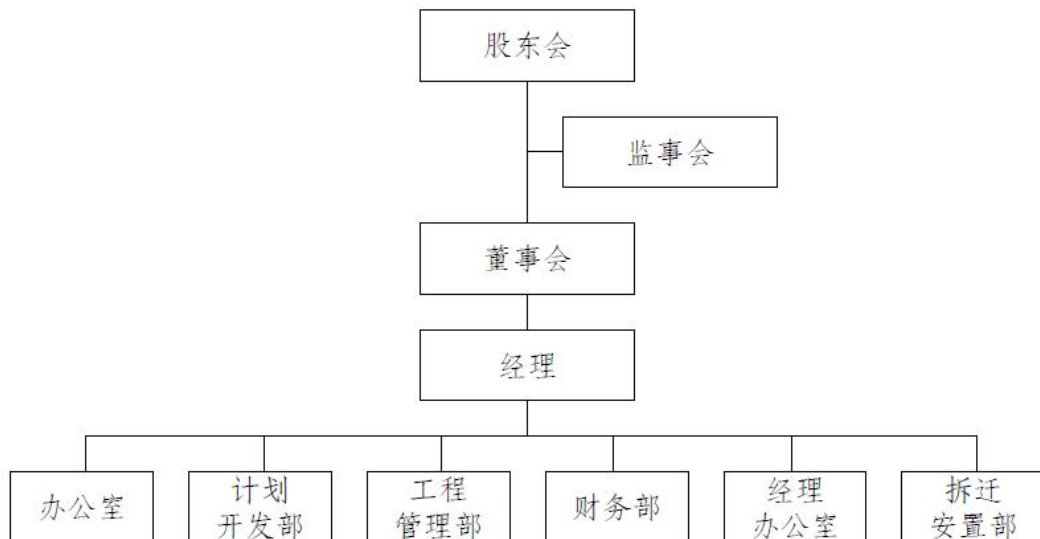 股东会
监事会
董事会
经理
办公室
计划
开发部
工程
管理部
财务部
经理
办公室
拆迁
安置部